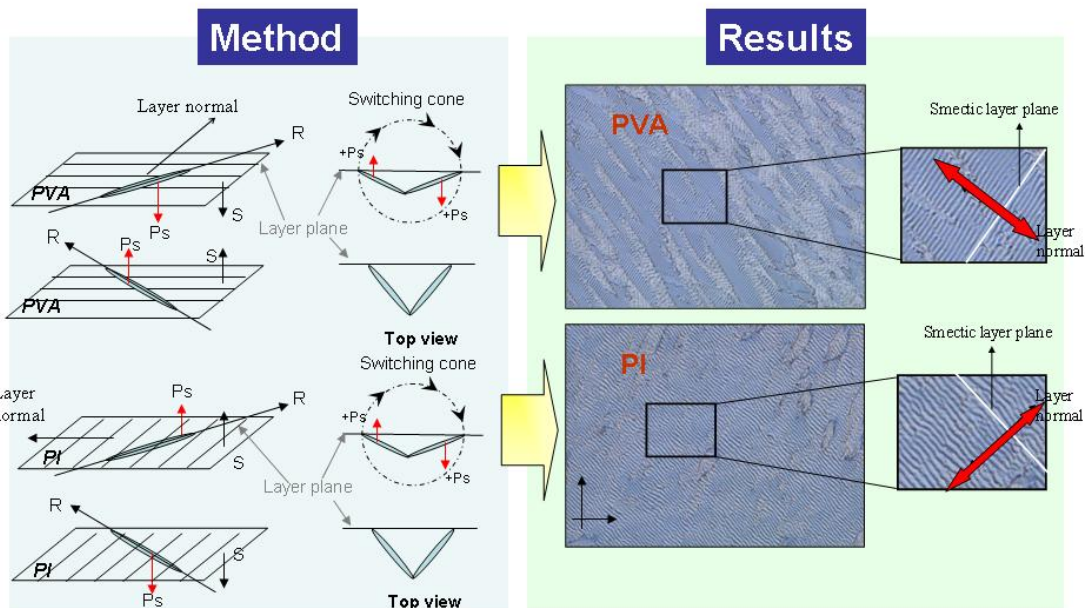 Method
Layer normal
R
PVA
Ps
S
R
Ps
S
PVA
Switching cone
+Ps
+Ps
Layer plane
Top view
Layer
normal
Ps
R
PI
S
R
S
PI
Ps
Switching cone
+Ps
+Ps
Layer plane
Top view
Results
PVA
Smectic layer plane
Layer
normal
PI
Smectic layer plane
Layer
normal